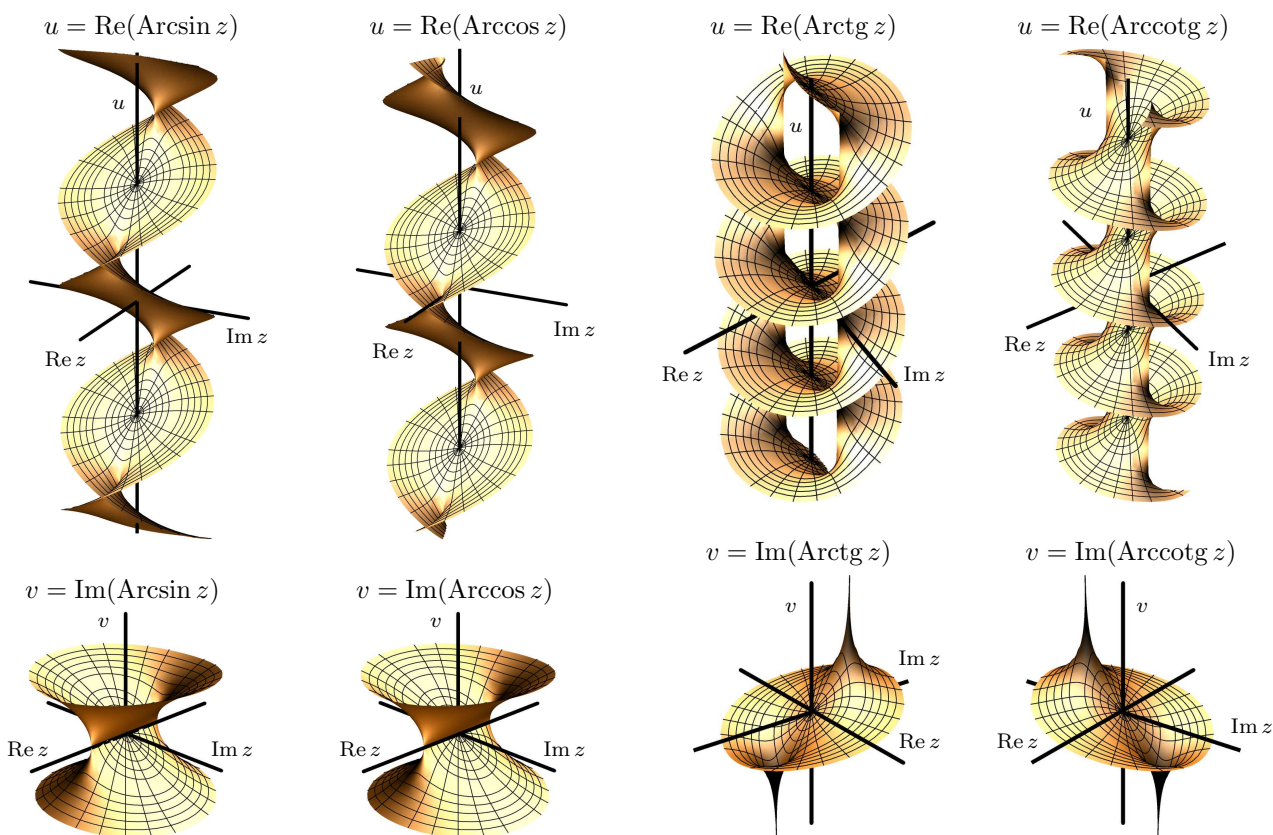 u = Re(Arcsin z)
u = Re(Arccos z)
u = Re(Arctg z)
u = Re(Arccotg z)
u
u
u
u
Re z
Im z
Re z
Im z
Re z
Im z
Re z
Im z
v = Im(Arcsin z)
v = Im(Arccos z)
v = Im(Arctg z)
v = Im(Arccotg z)
v
v
v
v
Re z
Im z
Re z
Im z
Im z
Re z
Re z
Im z